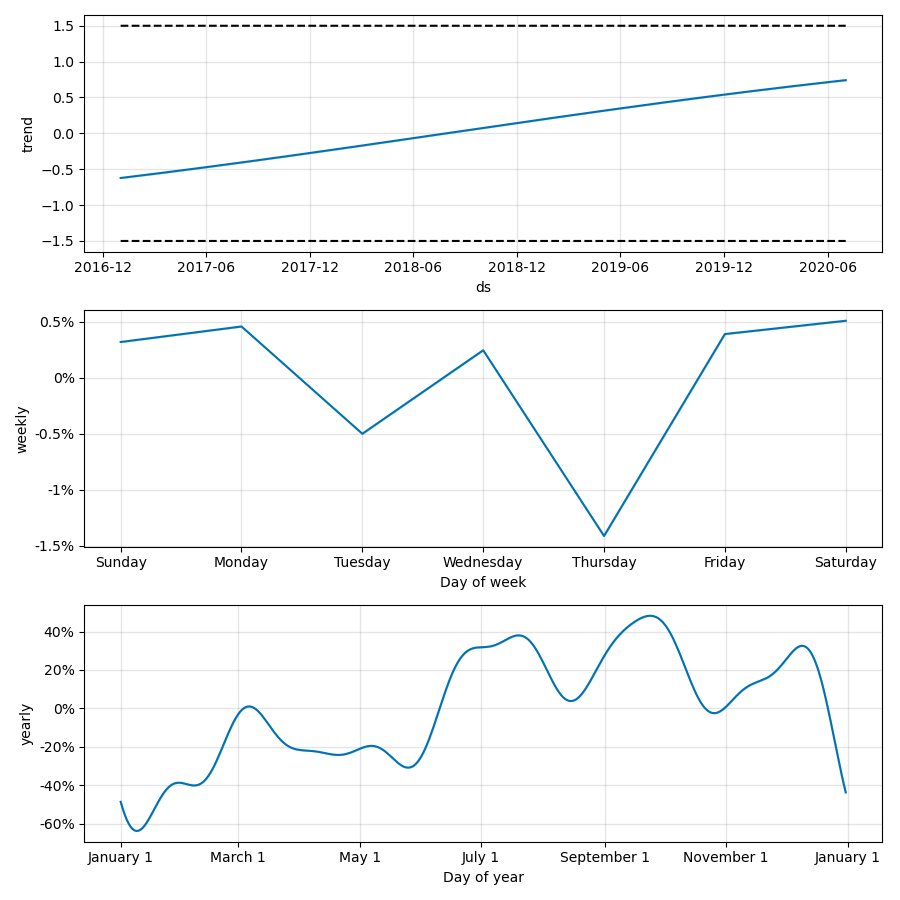 1.5
1.0
0.5
0.0
−0.5
−1.0
−1.5
trend
2016-12 2017-06 2017-12 2018-06 2018-12 2019-06 2019-12 2020-06
ds
0.5%
0%
-0.5%
-1%
-1.5%
weekly
Sunday Monday Tuesday Wednesday Thursday Friday Saturday
Day of week
40%
20%
0%
-20%
-40%
-60%
yearly
January 1 March 1 May 1 July 1 September 1 November 1 January 1
Day of year